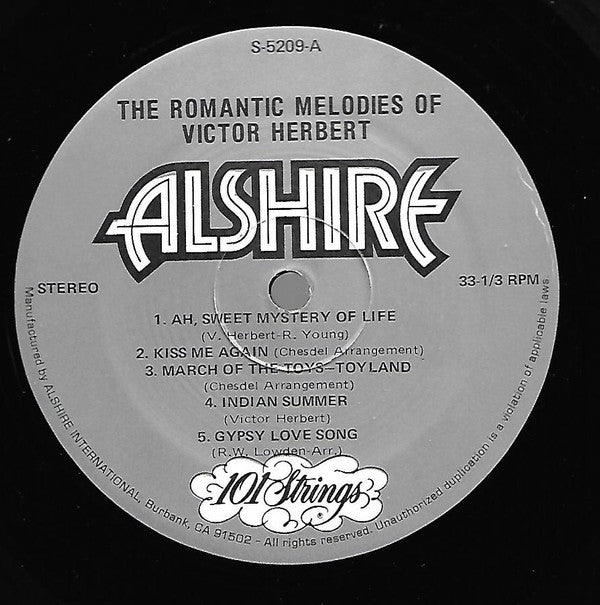 S-5209-A
THE ROMANTIC MELODIES OF
VICTOR HERBERT
ALSHIRE
STEREO
33-1/3 RPM
1. AH, SWEET MYSTERY OF LIFE
(V. Herbert-R. Young)
2. KISS ME AGAIN (Chesdel Arrangement)
3. MARCH OF THE TOYS—TOYLAND
(Chesdel Arrangement)
4. INDIAN SUMMER
(Victor Herbert)
5. GYPSY LOVE SONG
(R.W. Lowden-Arr.)
101 Strings
Manufactured by ALSHIRE INTERNATIONAL, Burbank, CA 91502 - All rights reserved. Unauthorized duplication is a violation of applicable laws.